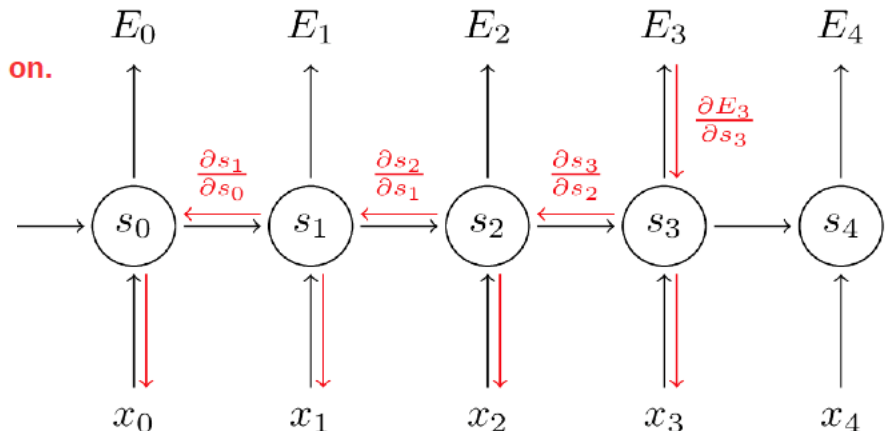 E₀ E₁ E₂ E₃ E₄
on.
∂E₃/∂s₃
∂s₁/∂s₀ ∂s₂/∂s₁ ∂s₃/∂s₂
s₀ s₁ s₂ s₃ s₄
x₀ x₁ x₂ x₃ x₄